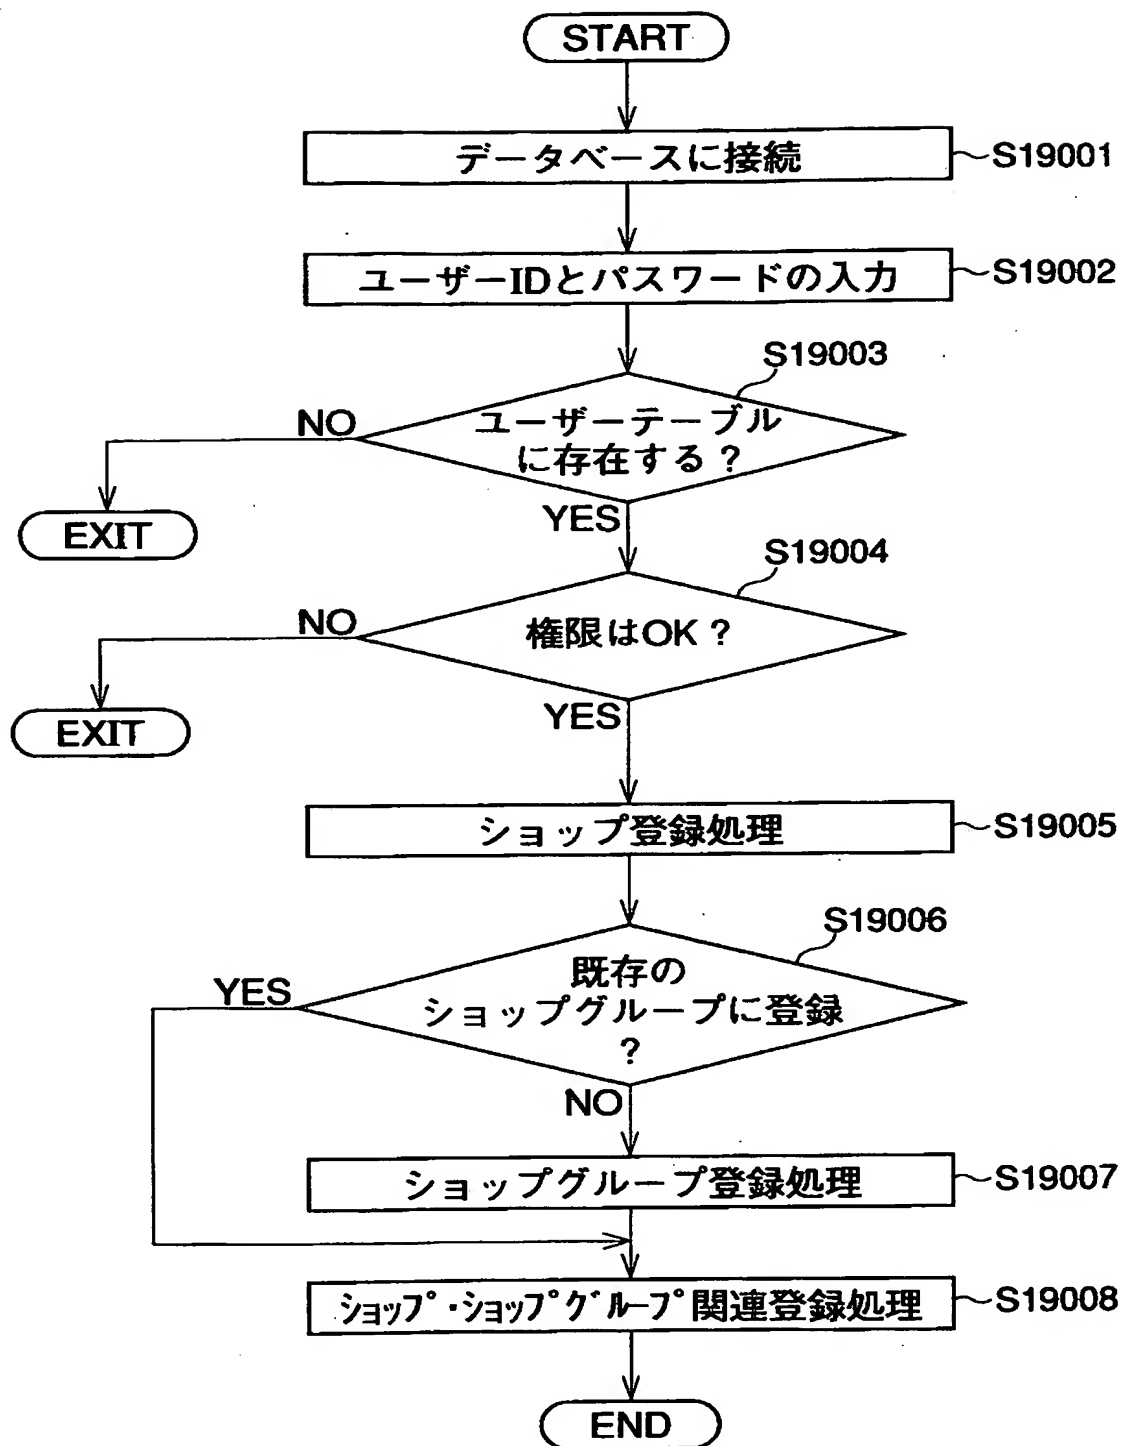 START
データベースに接続
S19001
ユーザーIDとパスワードの入力
S19002
S19003
ユーザーテーブル
に存在する?
NO
EXIT
YES
S19004
権限はOK?
NO
EXIT
YES
ショップ登録処理
S19005
S19006
既存の
ショップグループに登録
?
YES
NO
ショップグループ登録処理
S19007
ショップ・ショップグループ関連登録処理
S19008
END